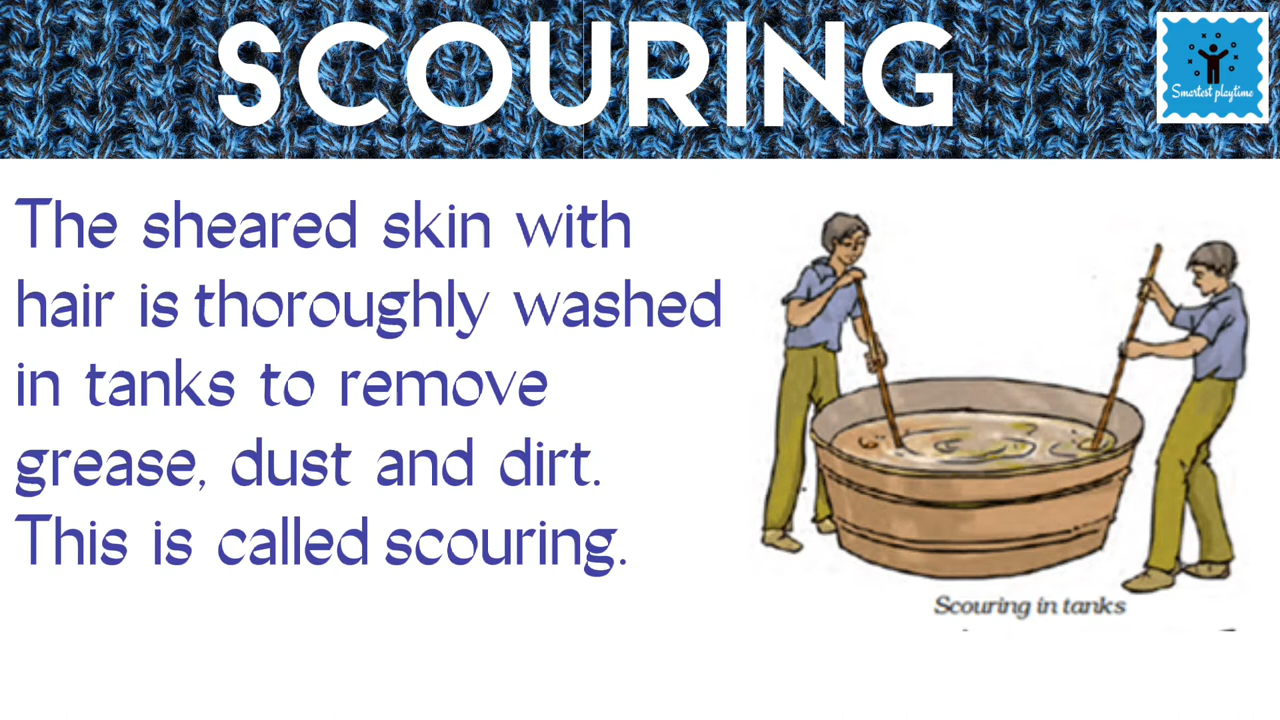 SCOURING
Smartest playtime
The sheared skin with
hair is thoroughly washed
in tanks to remove
grease, dust and dirt.
This is called scouring.
Scouring in tanks